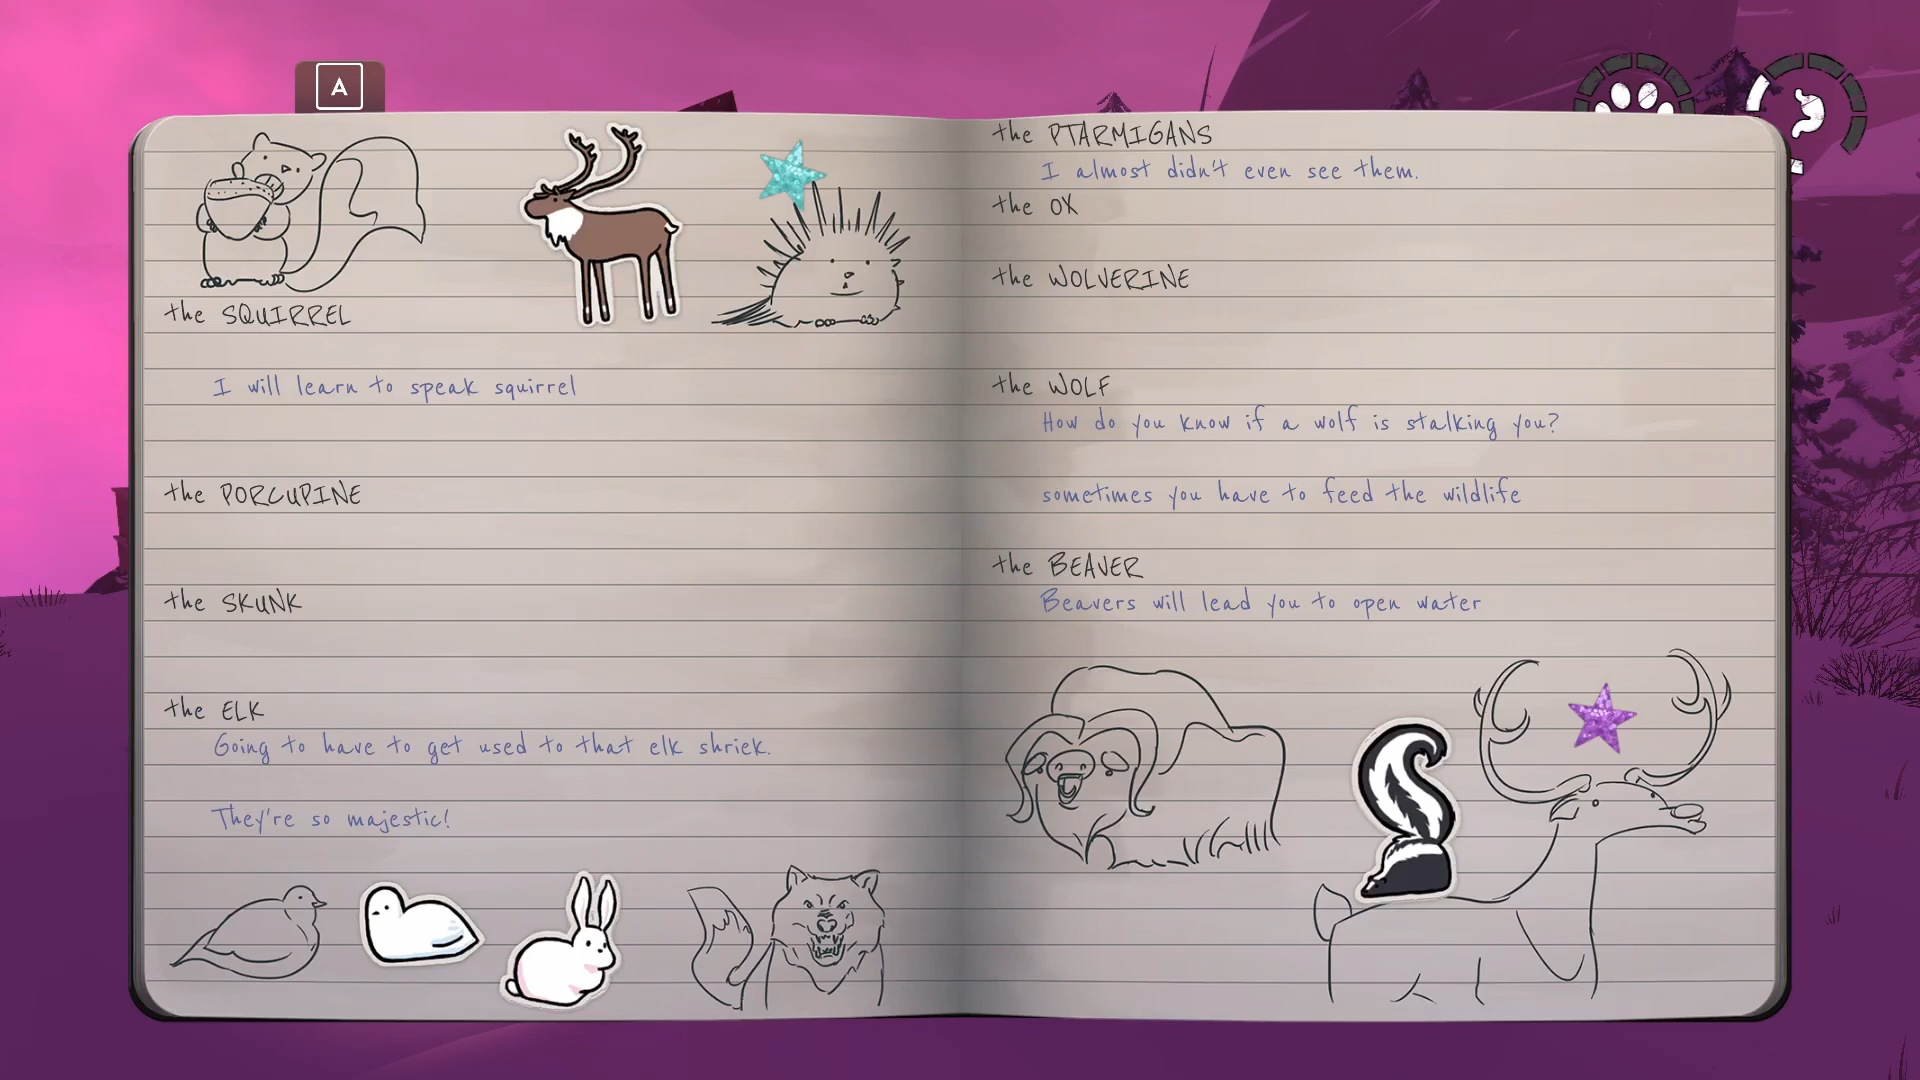 A
the SQUIRREL
I will learn to speak squirrel
the PORCUPINE
the SKUNK
the ELK
Going to have to get used to that elk shriek.
They're so majestic!
the PTARMIGANS
I almost didn't even see them.
the OX
the WOLVERINE
the WOLF
How do you know if a wolf is stalking you?
sometimes you have to feed the wildlife
the BEAVER
Beavers will lead you to open water